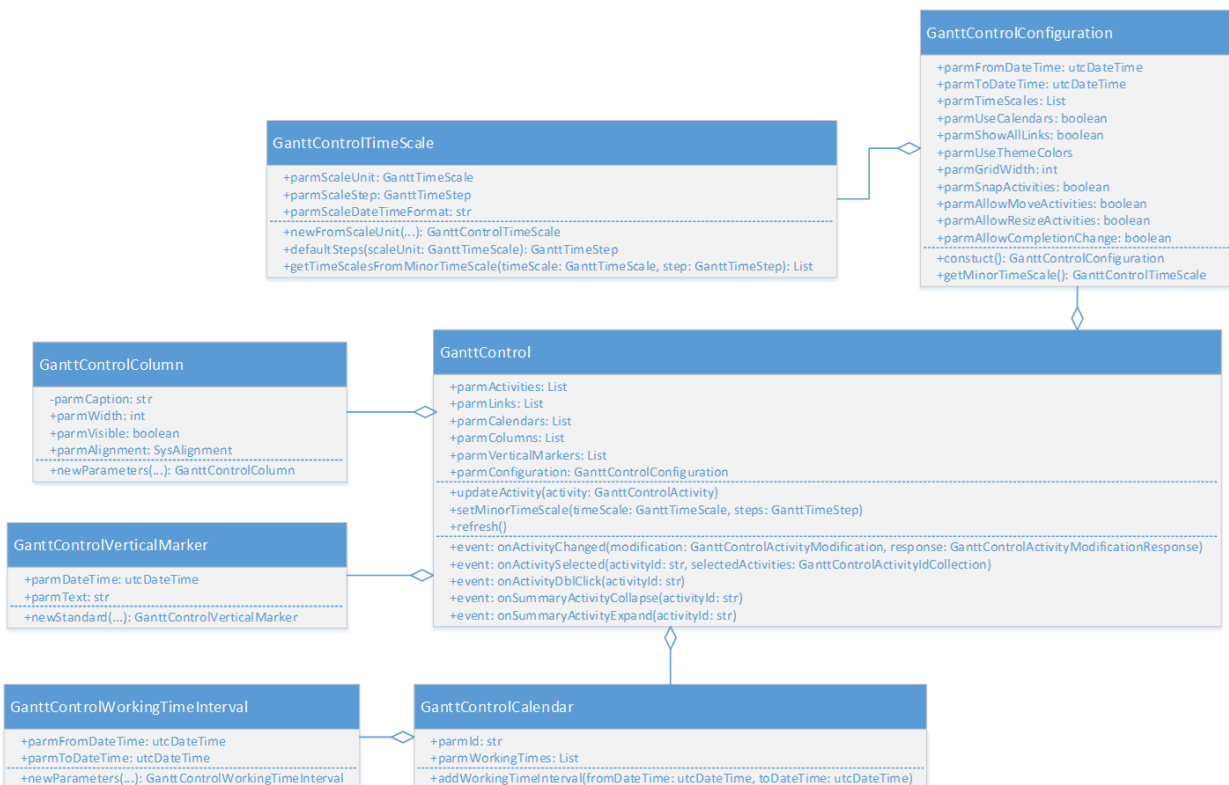 GanttControlConfiguration
+parmFromDateTime: utcDateTime
+parmToDateTime: utcDateTime
+parmTimeScales: List
+parmUseCalendars: boolean
+parmShowAllLinks: boolean
+parmUseThemeColors
+parmGridWidth: int
+parmSnapActivities: boolean
+parmAllowMoveActivities: boolean
+parmAllowResizeActivities: boolean
+parmAllowCompletionChange: boolean
+constuct(): GanttControlConfiguration
+getMinorTimeScale(): GanttControlTimeScale
GanttControlTimeScale
+parmScaleUnit: GanttTimeScale
+parmScaleStep: GanttTimeStep
+parmScaleDateTimeFormat: str
+newFromScaleUnit(...): GanttControlTimeScale
+defaultSteps(scaleUnit: GanttTimeScale): GanttTimeStep
+getTimeScalesFromMinorTimeScale(timeScale: GanttTimeScale, step: GanttTimeStep): List
GanttControl
+parmActivities: List
+parmLinks: List
+parmCalendars: List
+parmColumns: List
+parmVerticalMarkers: List
+parmConfiguration: GanttControlConfiguration
+updateActivity(activity: GanttControlActivity)
+setMinorTimeScale(timeScale: GanttTimeScale, steps: GanttTimeStep)
+refresh()
+event: onActivityChanged(modification: GanttControlActivityModification, response: GanttControlActivityModificationResponse)
+event: onActivitySelected(activityId: str, selectedActivities: GanttControlActivityIdCollection)
+event: onActivityDblClick(activityId: str)
+event: onSummaryActivityCollapse(activityId: str)
+event: onSummaryActivityExpand(activityId: str)
GanttControlColumn
-parmCaption: str
+parmWidth: int
+parmVisible: boolean
+parmAlignment: SysAlignment
+newParameters(...): GanttControlColumn
GanttControlVerticalMarker
+parmDateTime: utcDateTime
+parmText: str
+newStandard(...): GanttControlVerticalMarker
GanttControlWorkingTimeInterval
+parmFromDateTime: utcDateTime
+parmToDateTime: utcDateTime
+newParameters(...): GanttControlWorkingTimeInterval
GanttControlCalendar
+parmId: str
+parmWorkingTimes: List
+addWorkingTimeInterval(fromDateTime: utcDateTime, toDateTime: utcDateTime)